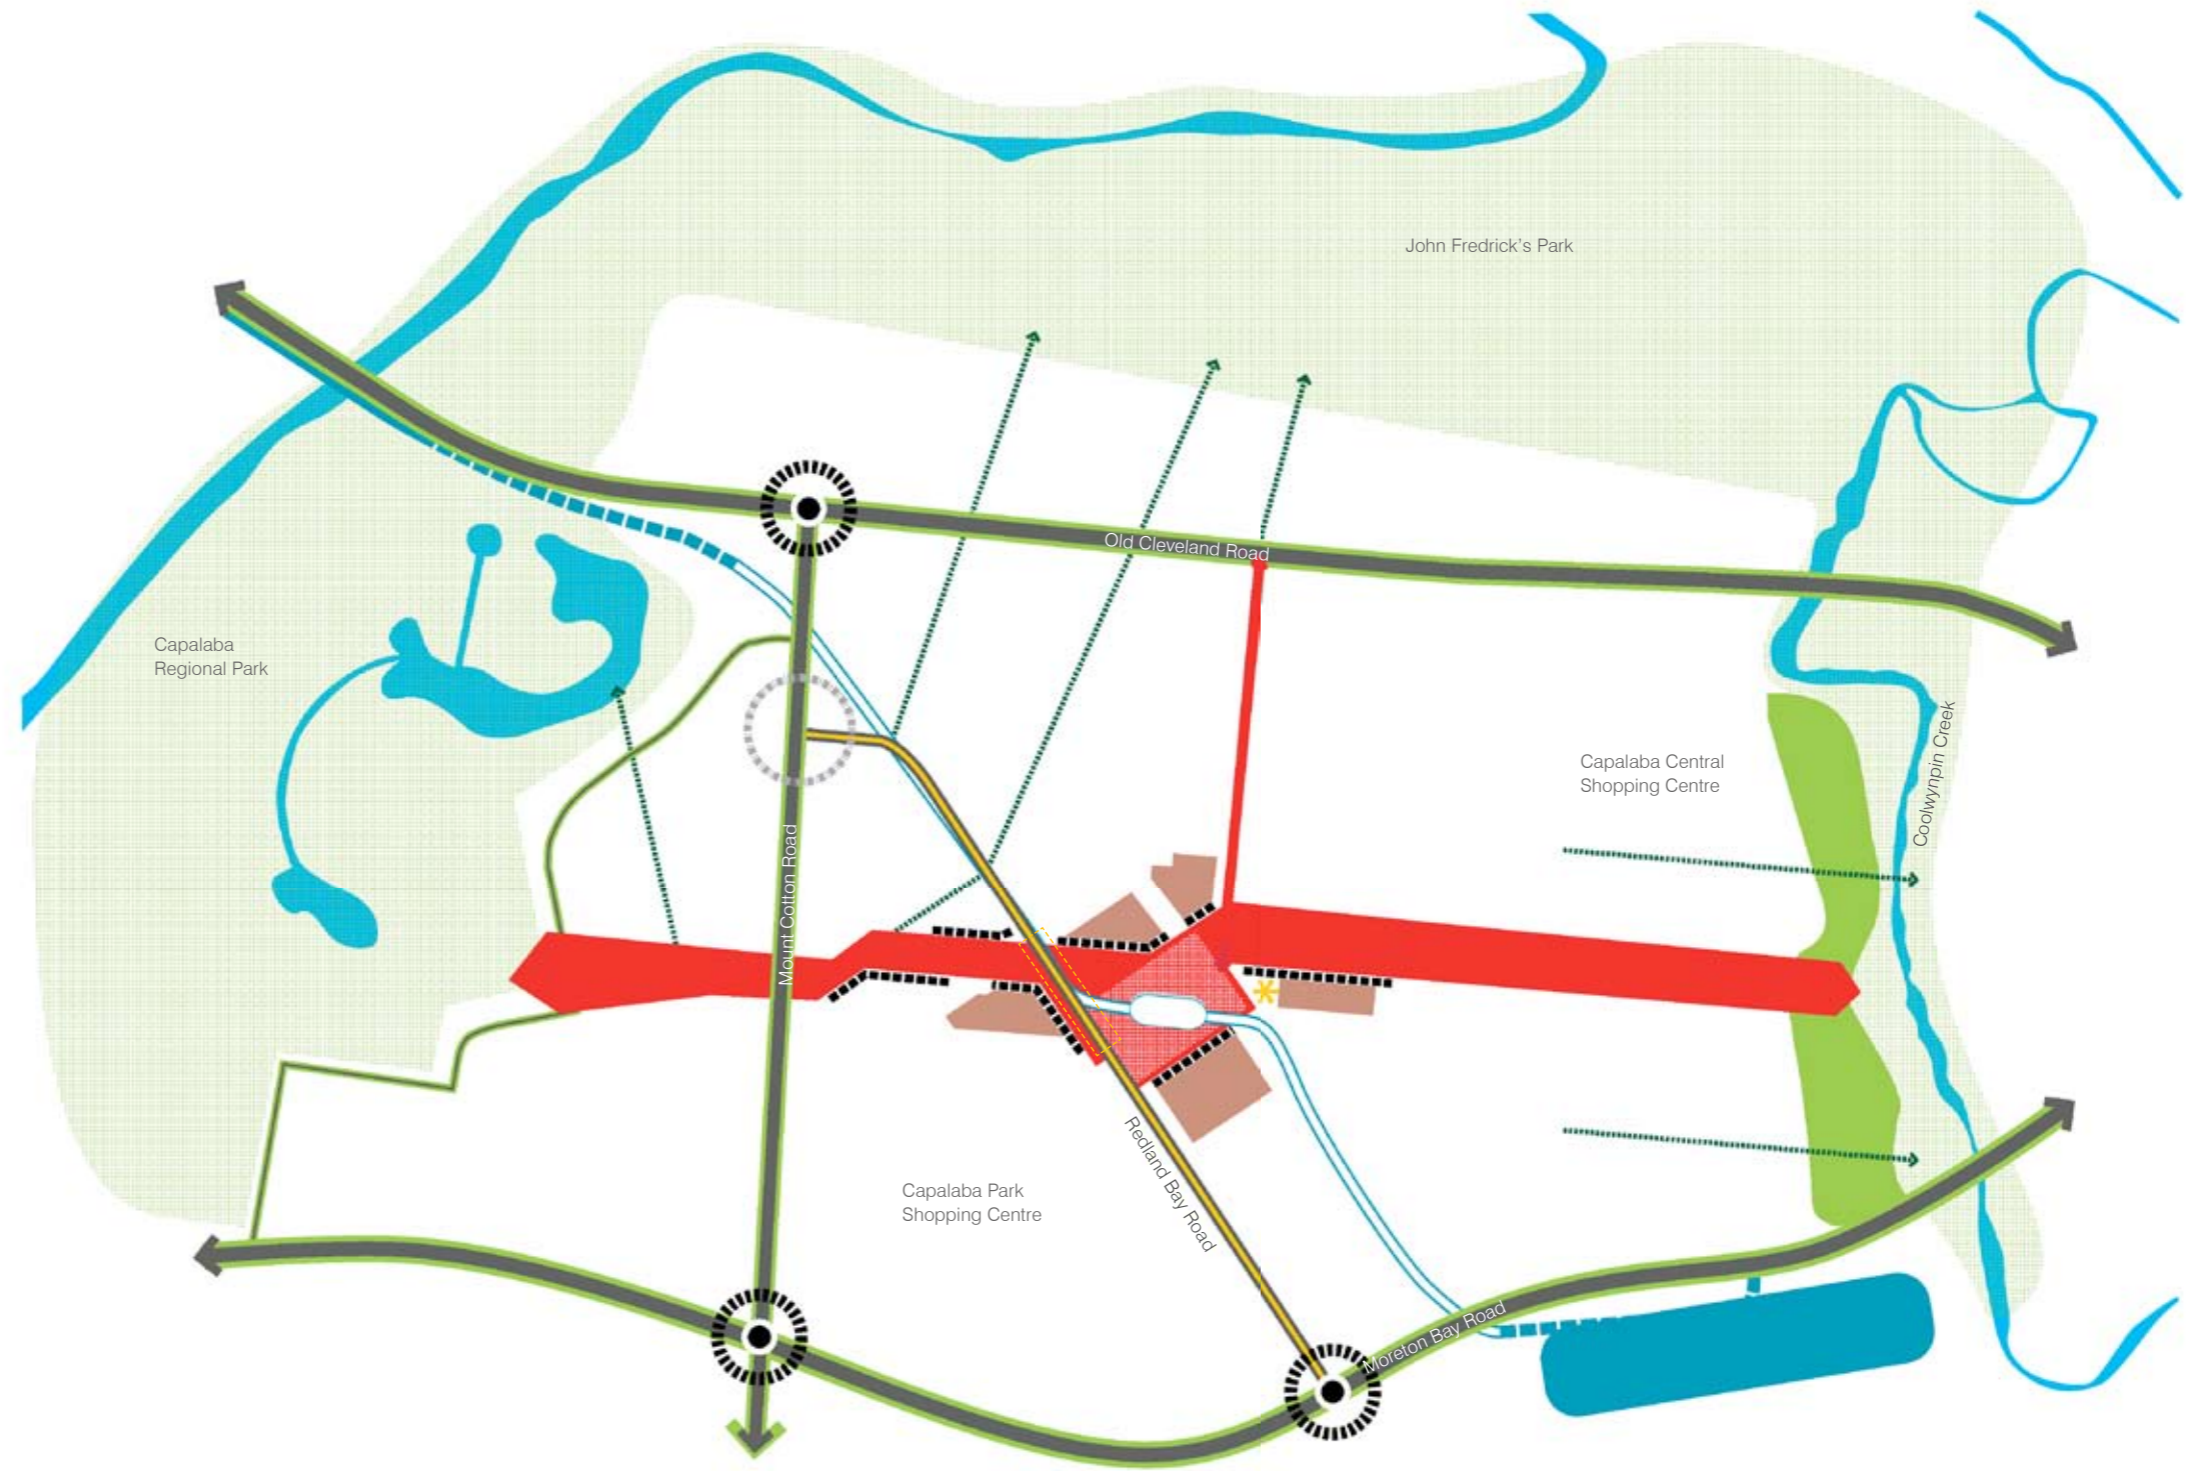 John Fredrick's Park
Old Cleveland Road
Capalaba
Regional Park
Capalaba Central
Shopping Centre
Coolwynpin Creek
Mount Cotton Road
Redland Bay Road
Capalaba Park
Shopping Centre
Moreton Bay Road